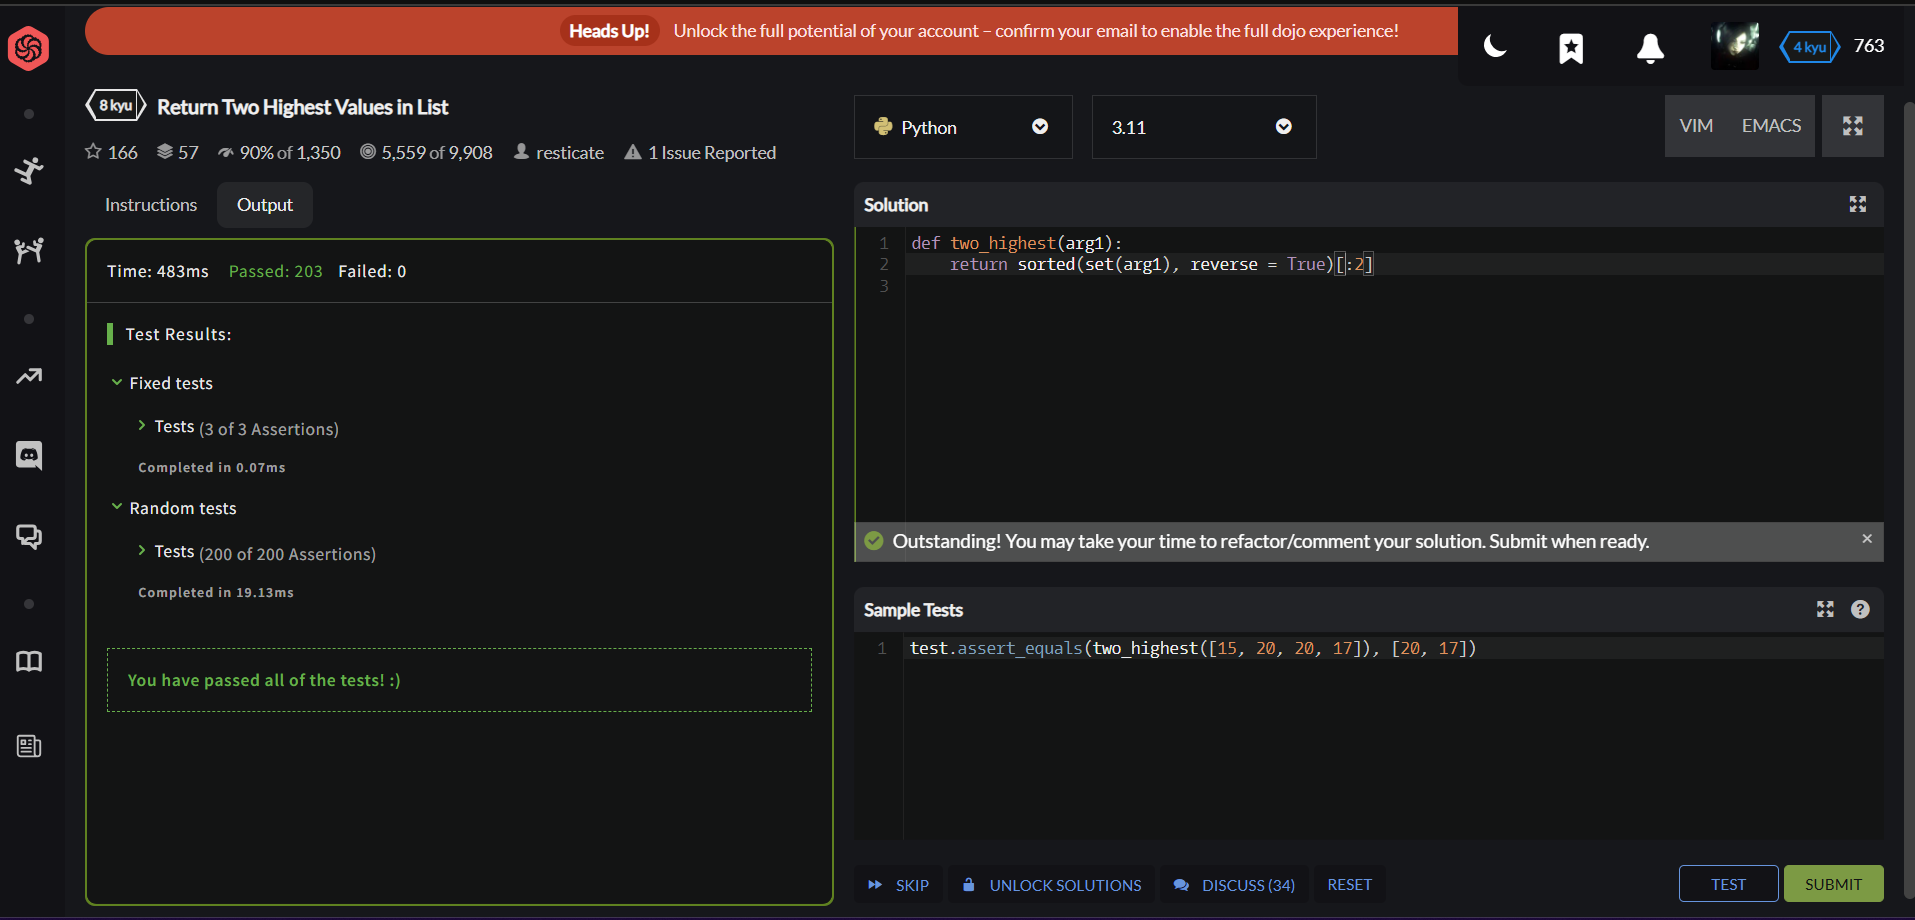 Heads Up! Unlock the full potential of your account – confirm your email to enable the full dojo experience!
4 kyu 763
8 kyu Return Two Highest Values in List
166 57 90% of 1,350 5,559 of 9,908 resticate 1 Issue Reported
Python 3.11 VIM EMACS
Instructions Output
Time: 483ms Passed: 203 Failed: 0
Test Results:
Fixed tests
Tests (3 of 3 Assertions)
Completed in 0.07ms
Random tests
Tests (200 of 200 Assertions)
Completed in 19.13ms
You have passed all of the tests! :)
Solution
1 def two_highest(arg1):
2 return sorted(set(arg1), reverse = True)[:2]
3
Outstanding! You may take your time to refactor/comment your solution. Submit when ready. ×
Sample Tests ?
1 test.assert_equals(two_highest([15, 20, 20, 17]), [20, 17])
SKIP UNLOCK SOLUTIONS DISCUSS (34) RESET TEST SUBMIT